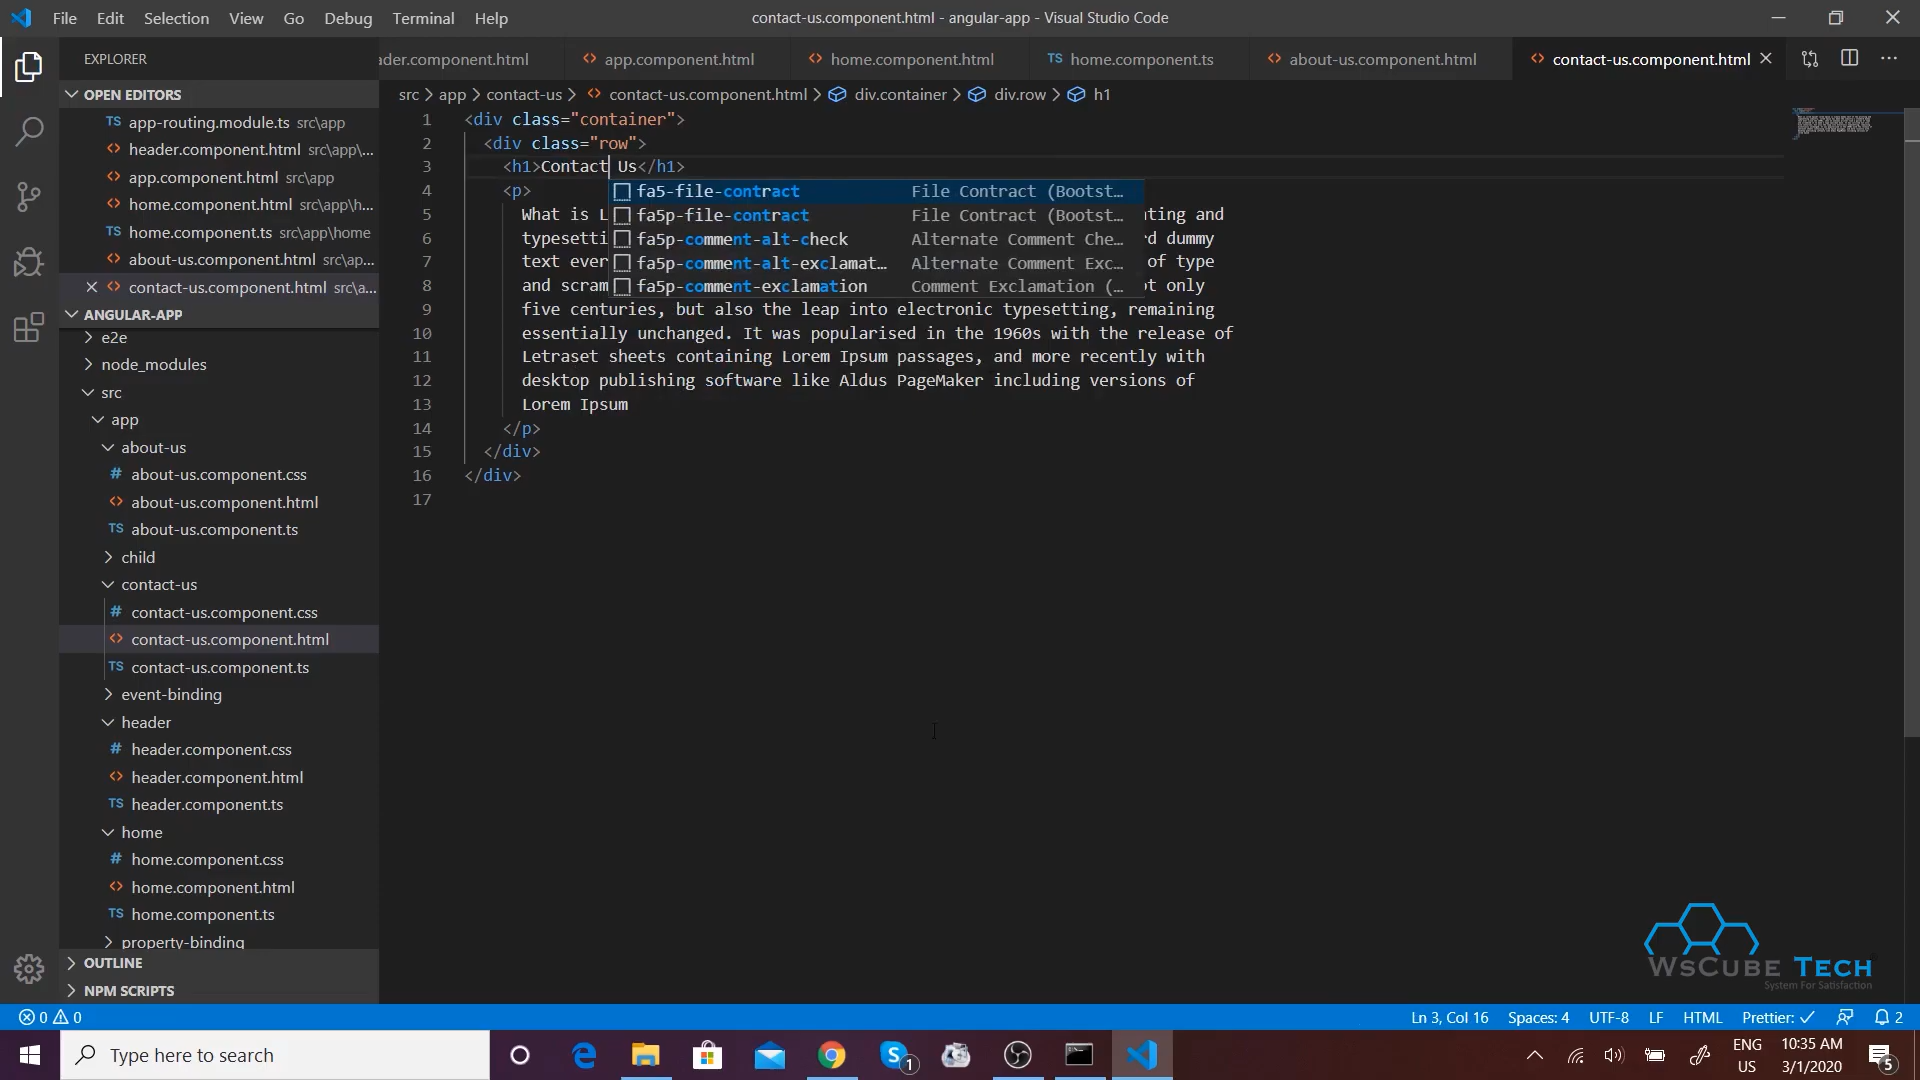 File Edit Selection View Go Debug Terminal Help
contact-us.component.html - angular-app - Visual Studio Code
EXPLORER
ader.component.html
app.component.html
home.component.html
TS home.component.ts
about-us.component.html
contact-us.component.html
OPEN EDITORS
TS app-routing.module.ts src\app
header.component.html src\app\...
app.component.html src\app
home.component.html src\app\h...
TS home.component.ts src\app\home
about-us.component.html src\ap...
contact-us.component.html src\a...
ANGULAR-APP
e2e
node_modules
src
app
about-us
# about-us.component.css
about-us.component.html
TS about-us.component.ts
child
contact-us
# contact-us.component.css
contact-us.component.html
TS contact-us.component.ts
event-binding
header
# header.component.css
header.component.html
TS header.component.ts
home
# home.component.css
home.component.html
TS home.component.ts
property-binding
OUTLINE
NPM SCRIPTS
src > app > contact-us > contact-us.component.html > div.container > div.row > h1
1 <div class="container">
2 <div class="row">
3 <h1>Contact Us</h1>
4 <p>
fa5-file-contract File Contract (Bootst...
5 What is L ting and
fa5p-file-contract File Contract (Bootst...
6 typesetti d dummy
fa5p-comment-alt-check Alternate Comment Che...
7 text ever of type
fa5p-comment-alt-exclamat... Alternate Comment Exc...
8 and scram t only
fa5p-comment-exclamation Comment Exclamation (...
9 five centuries, but also the leap into electronic typesetting, remaining
10 essentially unchanged. It was popularised in the 1960s with the release of
11 Letraset sheets containing Lorem Ipsum passages, and more recently with
12 desktop publishing software like Aldus PageMaker including versions of
13 Lorem Ipsum
14 </p>
15 </div>
16 </div>
17
WSCUBE TECH
System For Satisfaction
0 0
Ln 3, Col 16 Spaces: 4 UTF-8 LF HTML Prettier: ✓ 2
Type here to search
1
ENG
US
10:35 AM
3/1/2020
5